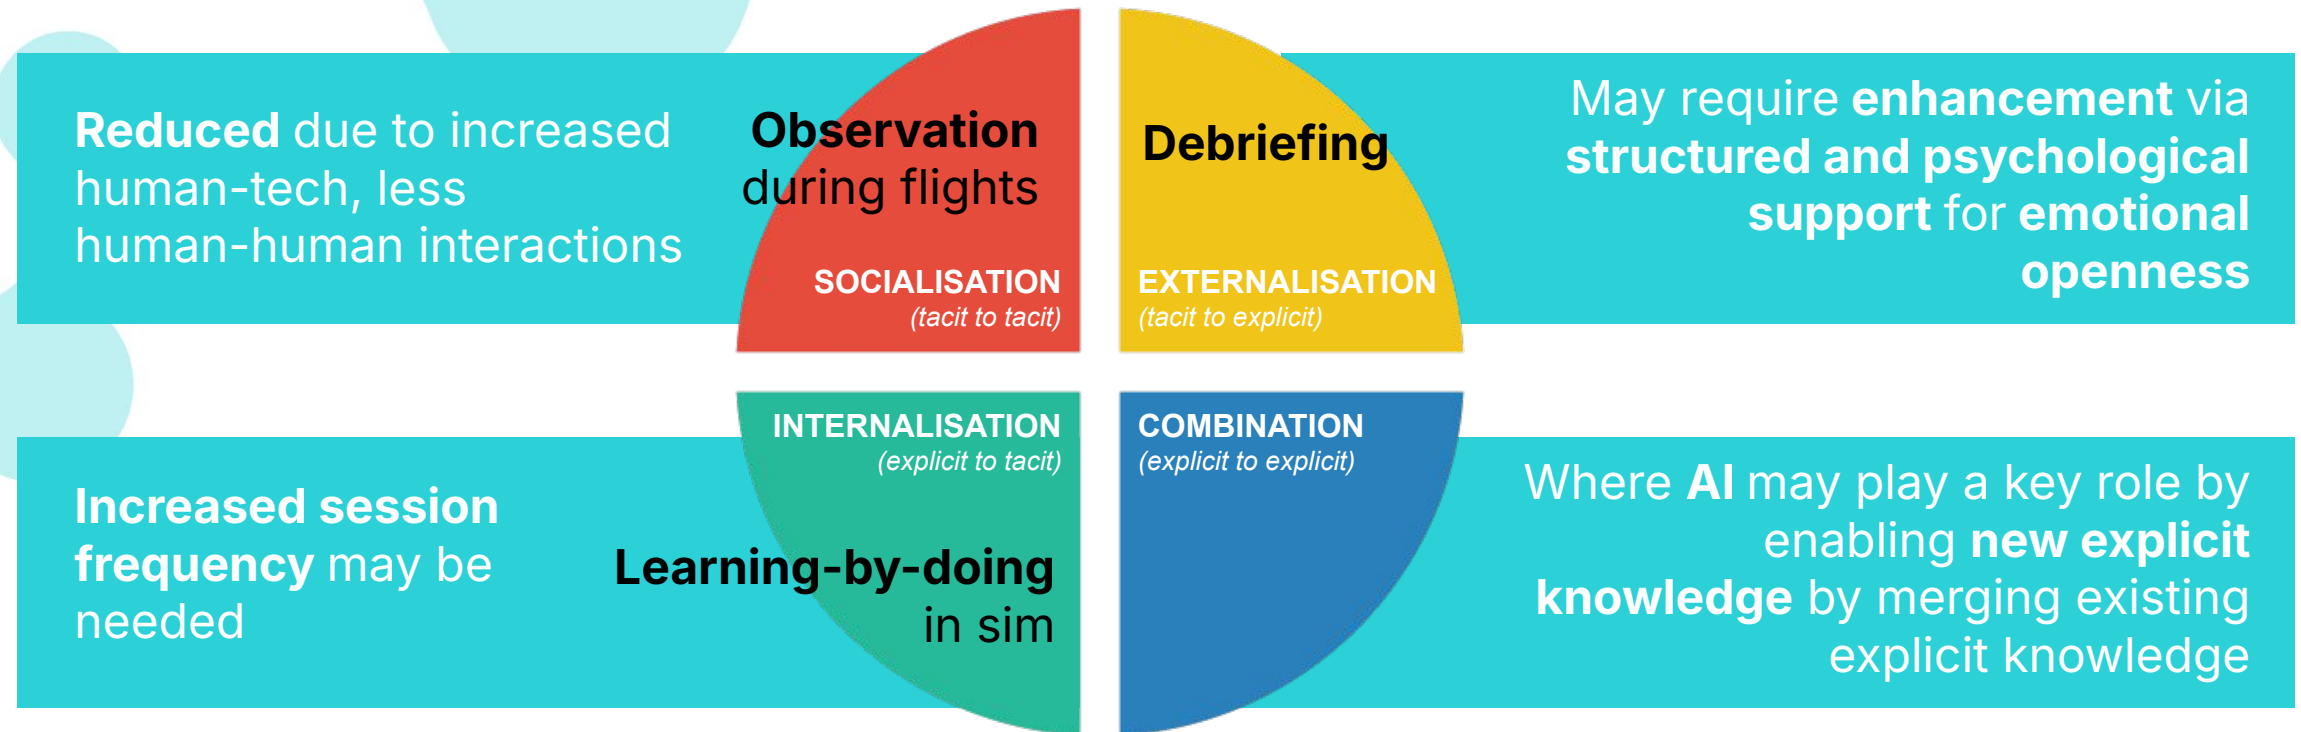 Reduced due to increased
human-tech, less
human-human interactions
Observation
during flights
SOCIALISATION
(tacit to tacit)
Debriefing
EXTERNALISATION
(tacit to explicit)
May require enhancement via
structured and psychological
support for emotional
openness
Increased session
frequency may be
needed
INTERNALISATION
(explicit to tacit)
Learning-by-doing
in sim
COMBINATION
(explicit to explicit)
Where AI may play a key role by
enabling new explicit
knowledge by merging existing
explicit knowledge